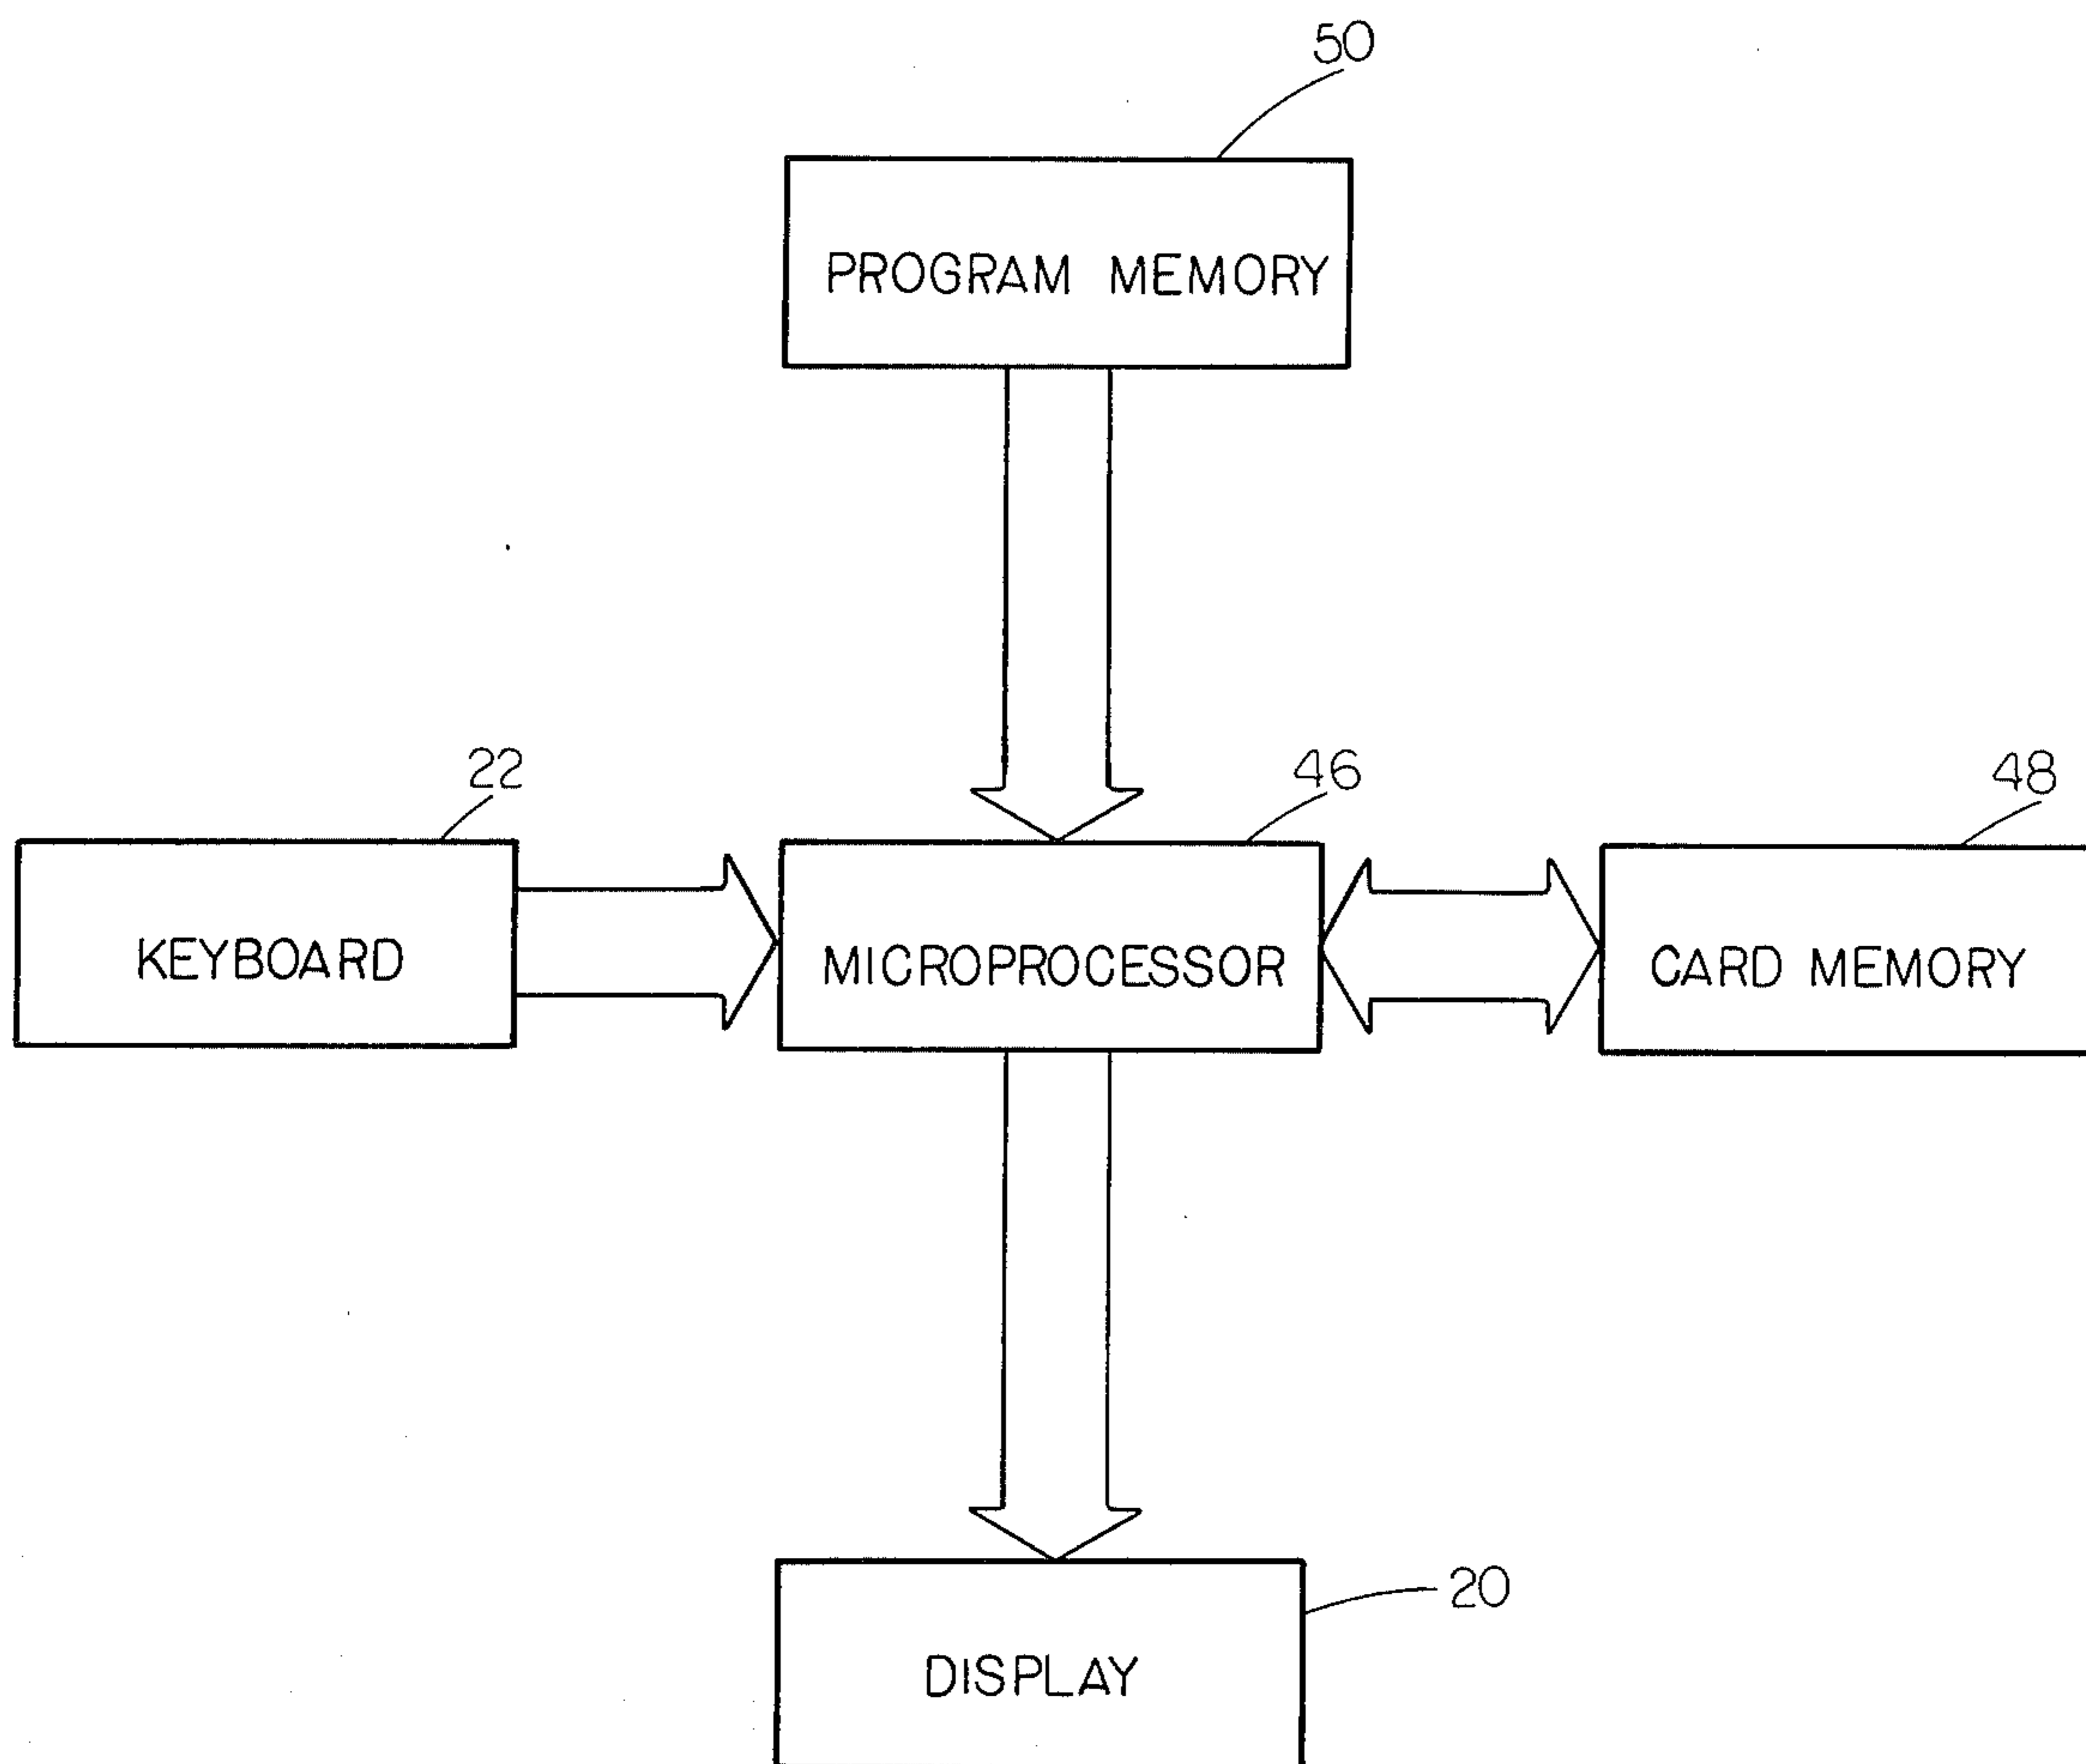 50
PROGRAM MEMORY
22
46
48
KEYBOARD
MICROPROCESSOR
CARD MEMORY
20
DISPLAY